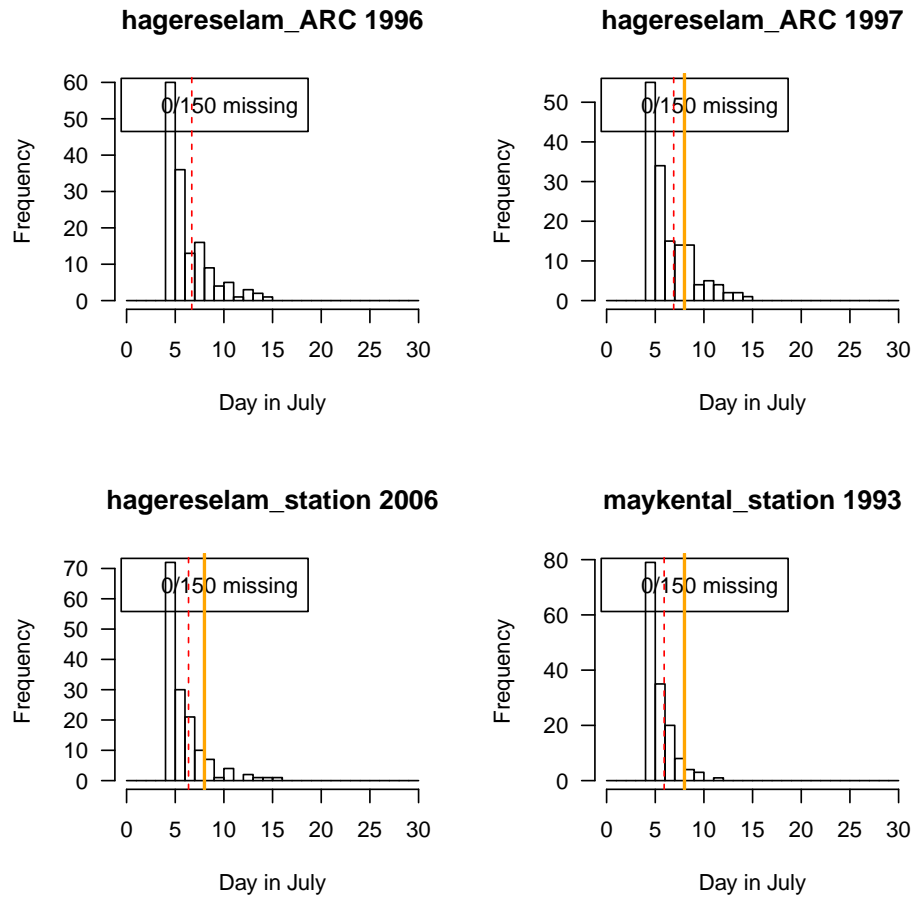 hagereselam_ARC 1996
0/150 missing
Frequency
60
50
40
30
20
10
0
0 5 10 15 20 25 30
Day in July
hagereselam_ARC 1997
0/150 missing
Frequency
50
40
30
20
10
0
0 5 10 15 20 25 30
Day in July
hagereselam_station 2006
0/150 missing
Frequency
70
60
50
40
30
20
10
0
0 5 10 15 20 25 30
Day in July
maykental_station 1993
0/150 missing
Frequency
80
60
40
20
0
0 5 10 15 20 25 30
Day in July